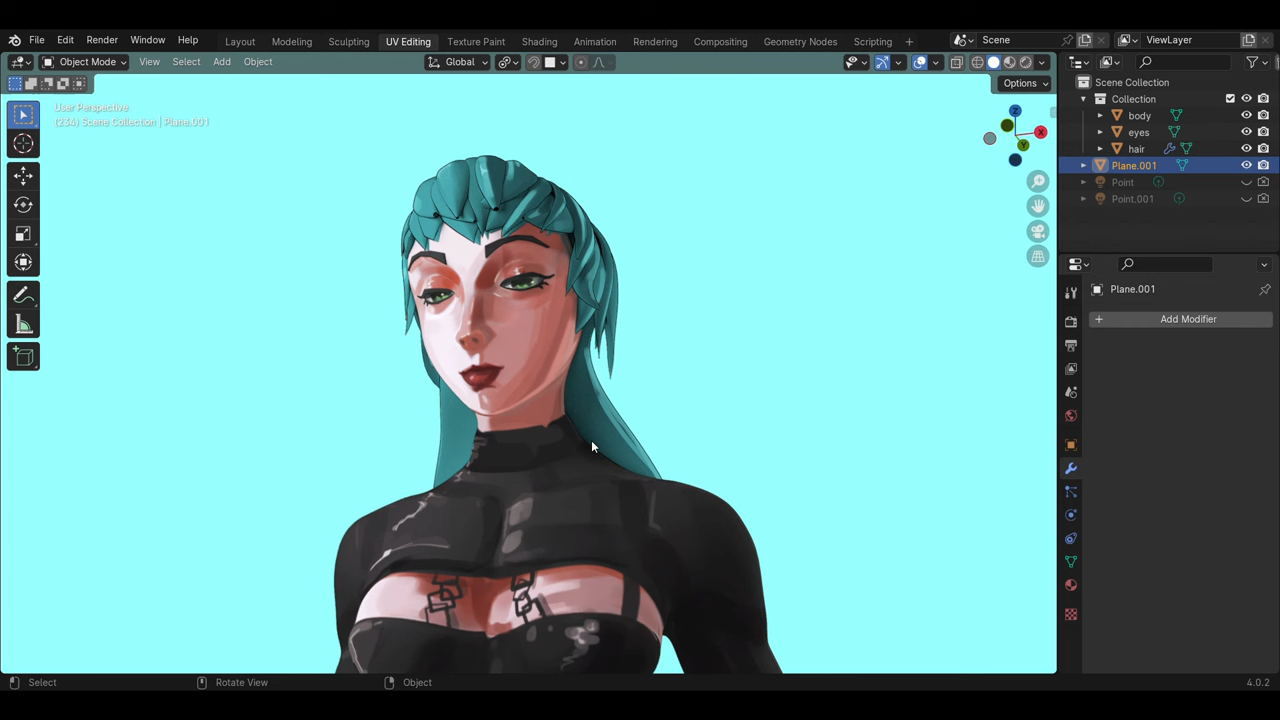 File Edit Render Window Help Layout Modeling Sculpting UV Editing Texture Paint Shading Animation Rendering Compositing Geometry Nodes Scripting + Scene ViewLayer
Object Mode View Select Add Object Global
Options
User Perspective
(234) Scene Collection | Plane.001
Z
X
Y
Scene Collection
Collection
body
eyes
hair
Plane.001
Point
Point.001
Plane.001
+ Add Modifier
Select Rotate View Object 4.0.2